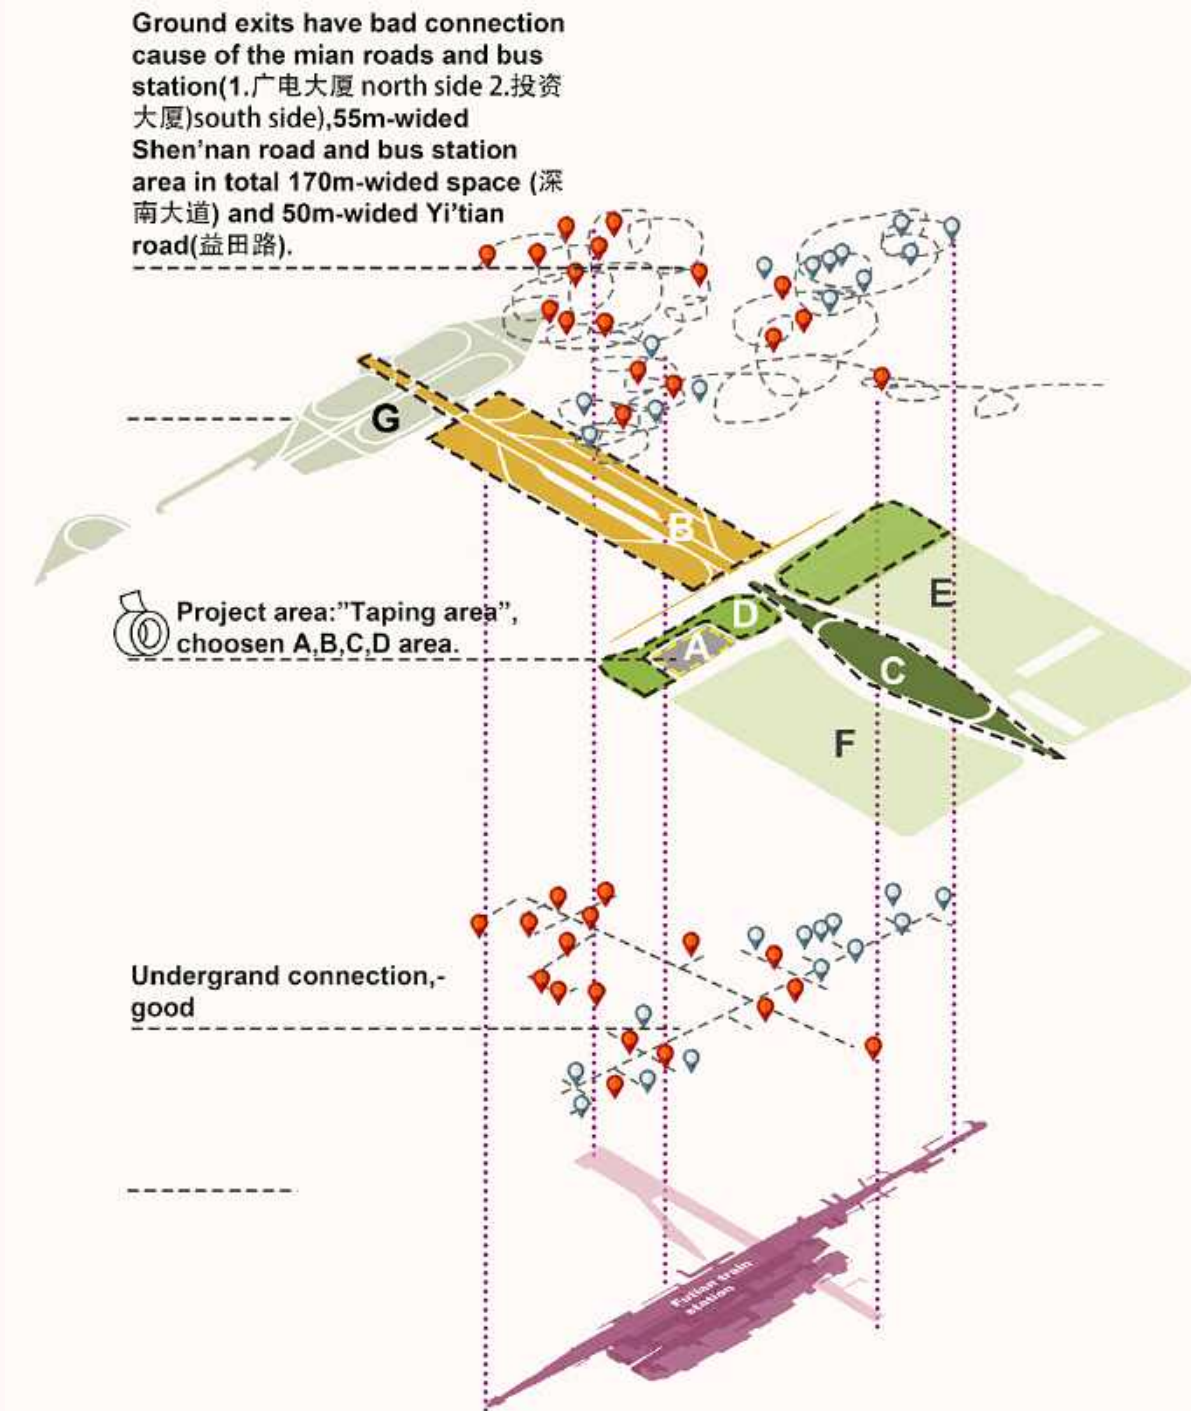 Ground exits have bad connection
cause of the mian roads and bus
station(1.广电大厦 north side 2.投资
大厦)south side),55m-wided
Shen'nan road and bus station
area in total 170m-wided space (深
南大道) and 50m-wided Yi'tian
road(益田路).
G
B
E
Project area:"Taping area",
choosen A,B,C,D area.
D
A
C
F
Undergrand connection,-
good
Futian train
station